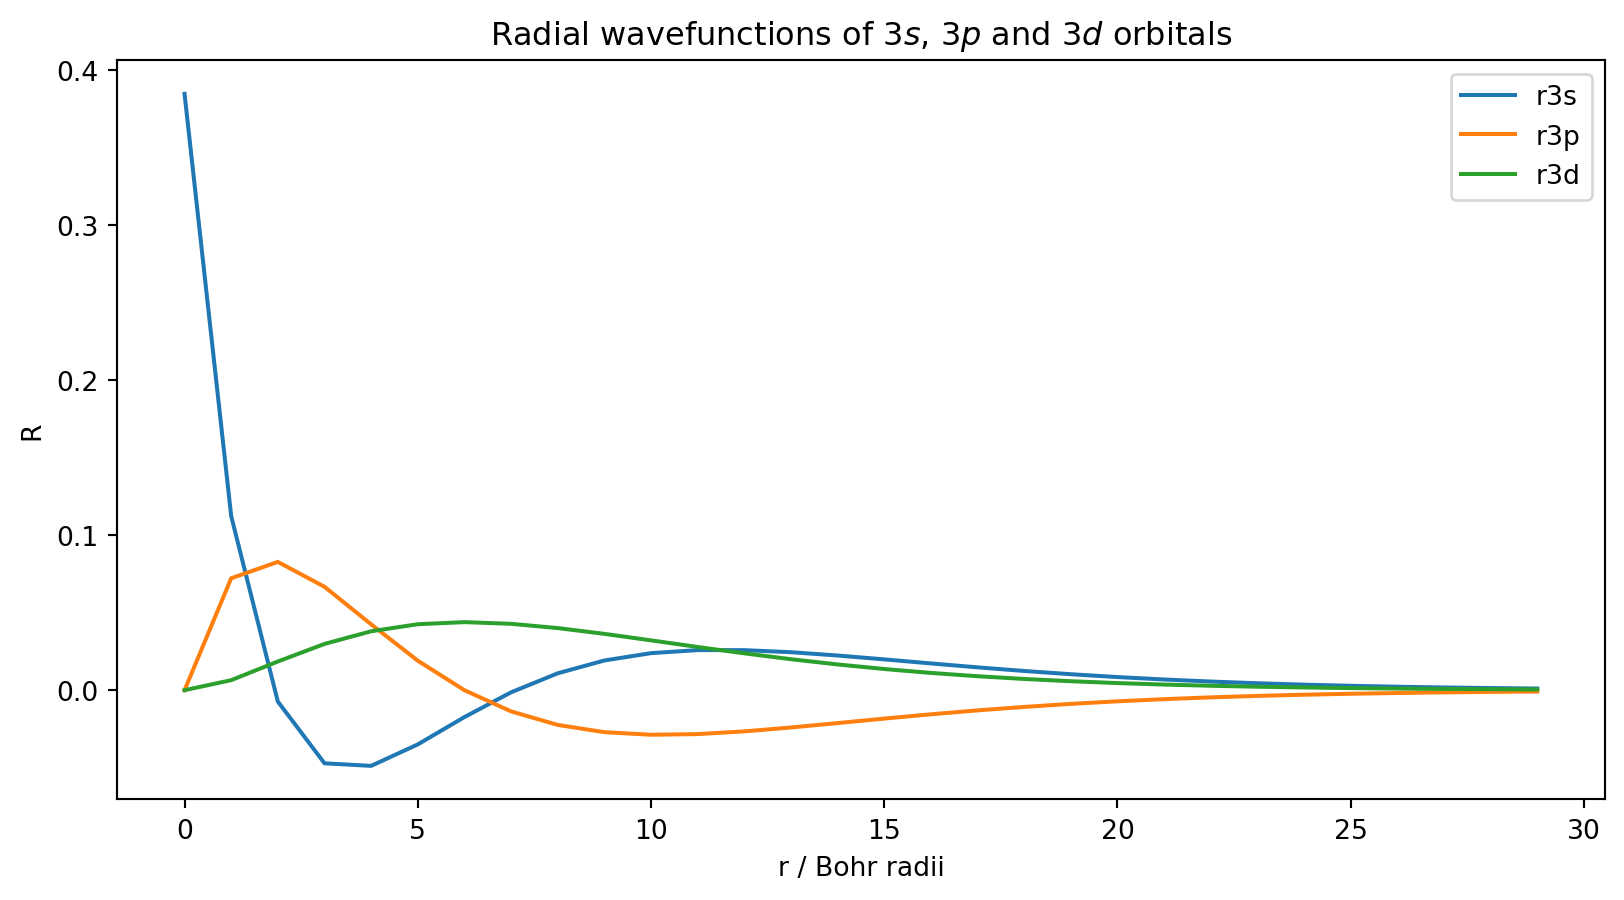 Radial wavefunctions of 3s, 3p and 3d orbitals
0.4
0.3
0.2
0.1
0.0
R
r3s
r3p
r3d
0 5 10 15 20 25 30
r / Bohr radii